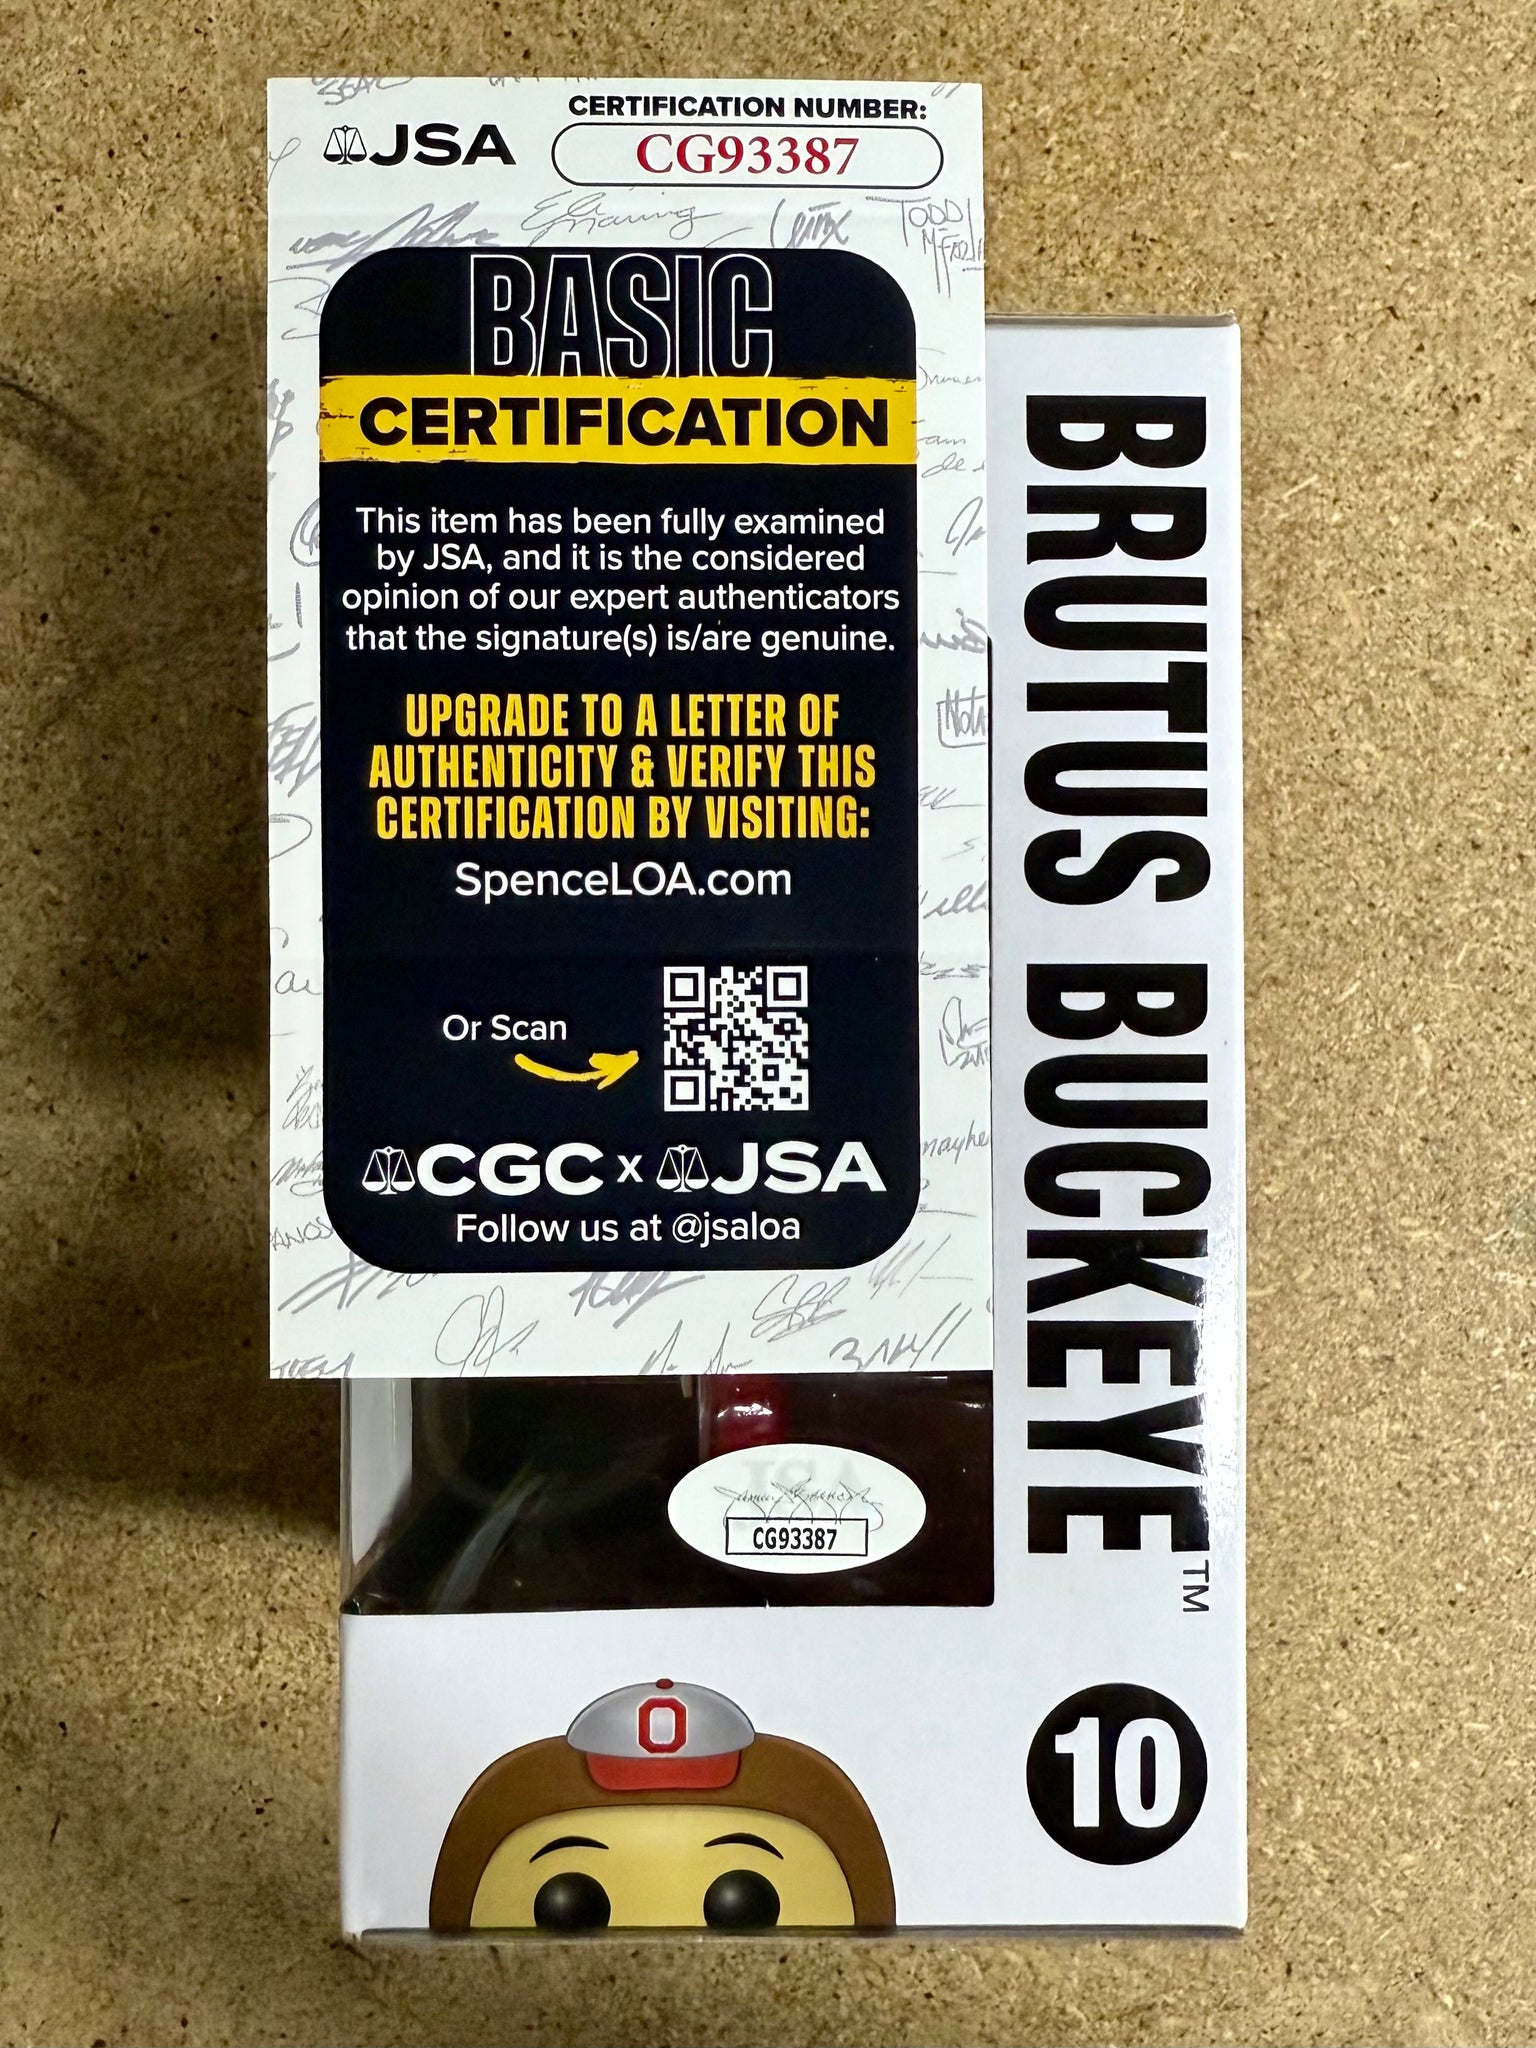 JSA
CERTIFICATION NUMBER:
CG93387
BASIC
CERTIFICATION
This item has been fully examined
by JSA, and it is the considered
opinion of our expert authenticators
that the signature(s) is/are genuine.
UPGRADE TO A LETTER OF
AUTHENTICITY & VERIFY THIS
CERTIFICATION BY VISITING:
SpenceLOA.com
Or Scan
CGC x JSA
Follow us at @jsaloa
BRUTUS BUCKEYE™
10
CG93387
O